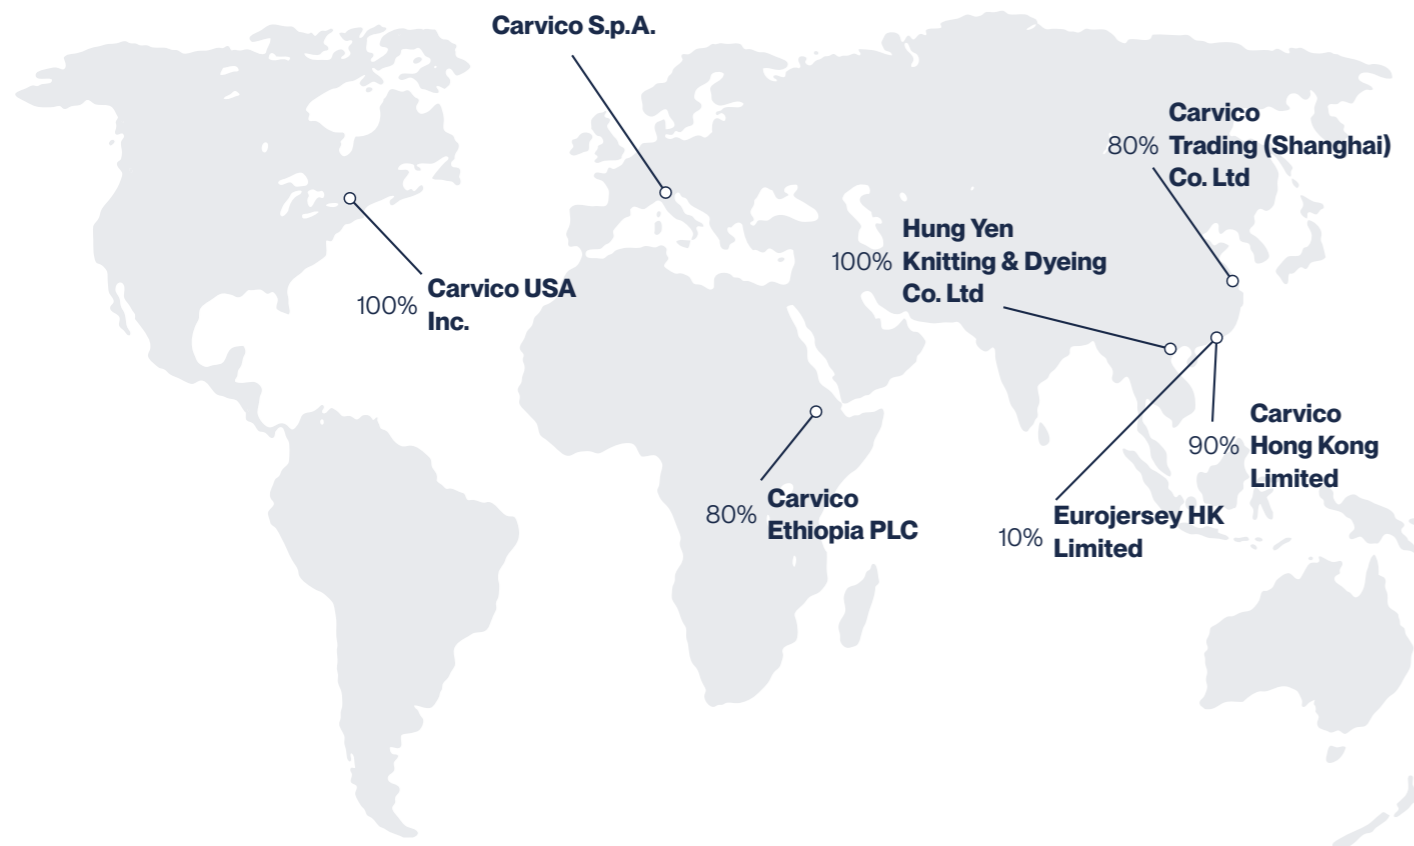 Carvico S.p.A.
Carvico
80% Trading (Shanghai)
Co. Ltd
Hung Yen
100% Knitting & Dyeing
Co. Ltd
100% Carvico USA
Inc.
Carvico
90% Hong Kong
Limited
80% Carvico
Ethiopia PLC
10% Eurojersey HK
Limited